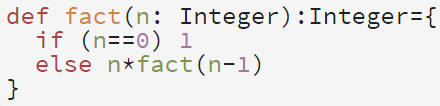 def fact(n: Integer):Integer={
  if (n==0) 1
  else n*fact(n-1)
}